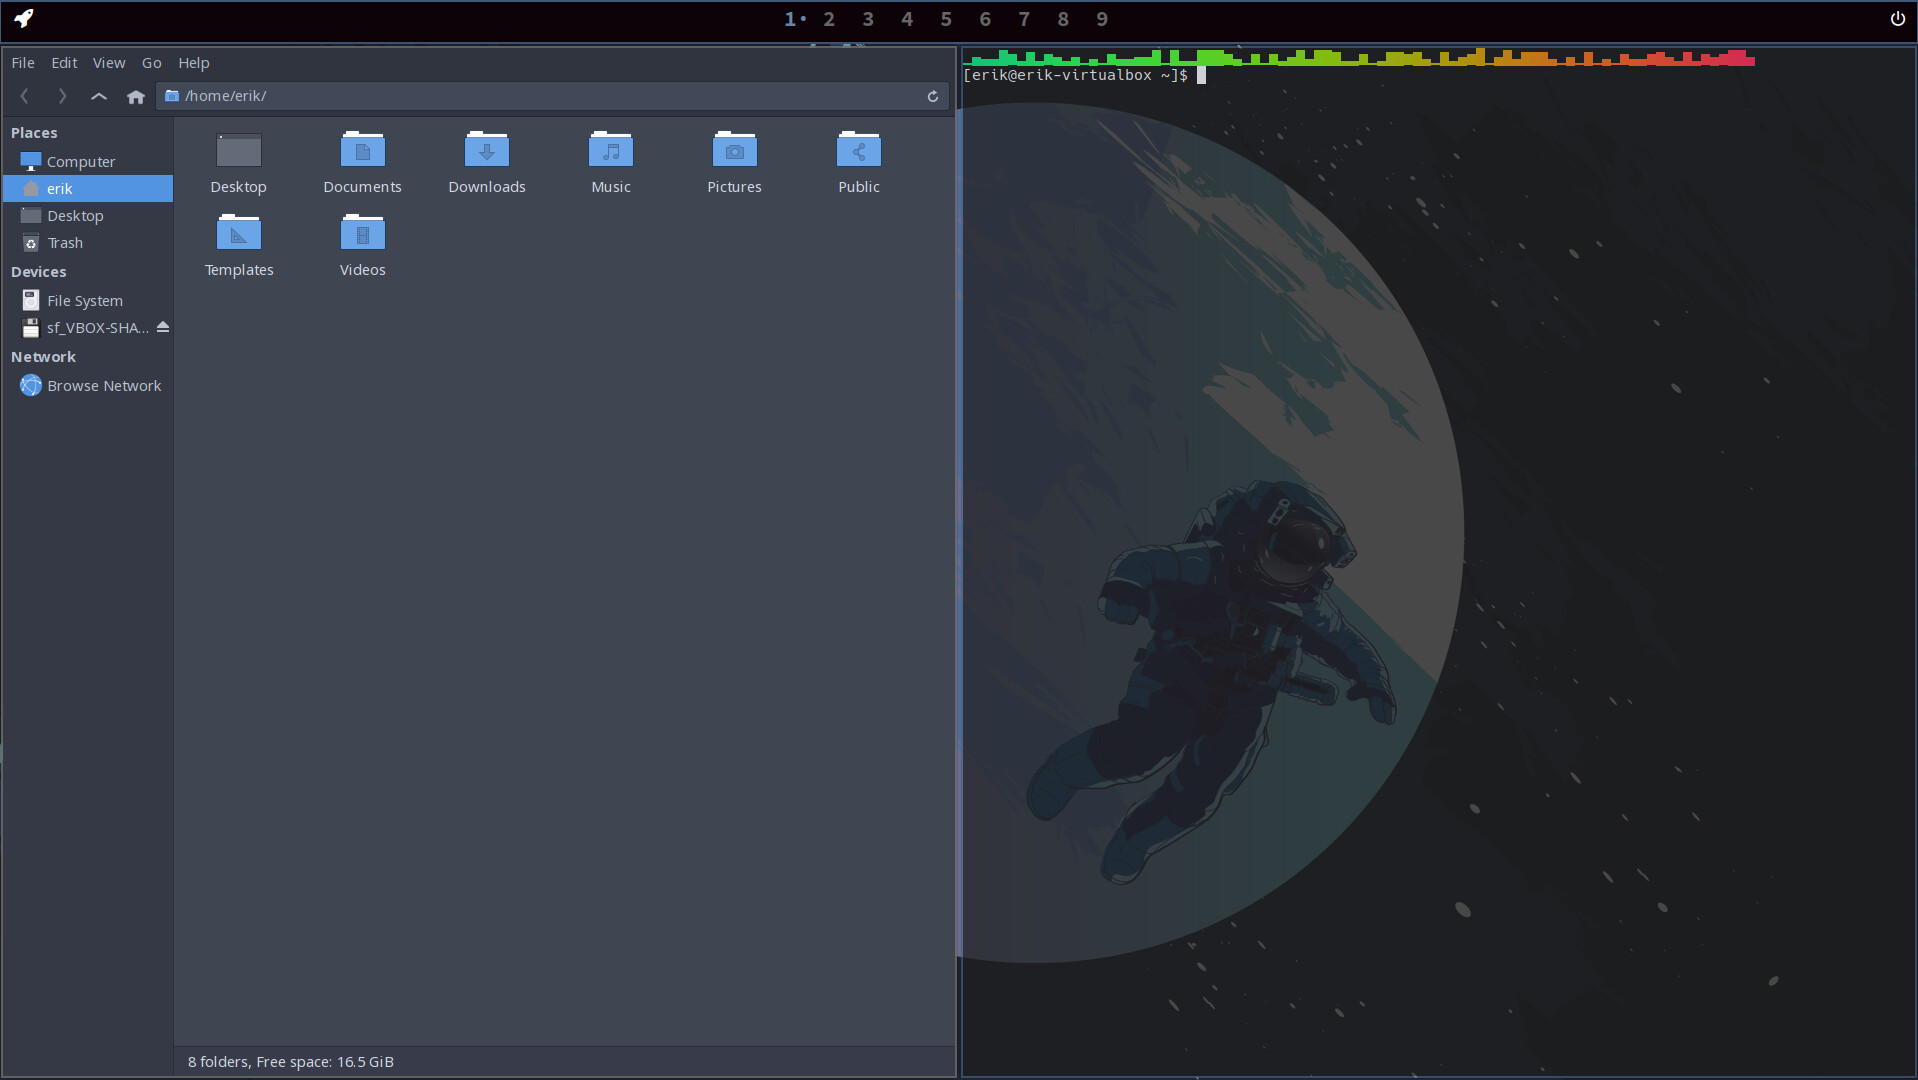 1 2 3 4 5 6 7 8 9
File Edit View Go Help
/home/erik/
Places
Computer
erik
Desktop
Trash
Devices
File System
sf_VBOX-SHA...
Network
Browse Network
Desktop Documents Downloads Music Pictures Public
Templates Videos
8 folders, Free space: 16.5 GiB
[erik@erik-virtualbox ~]$